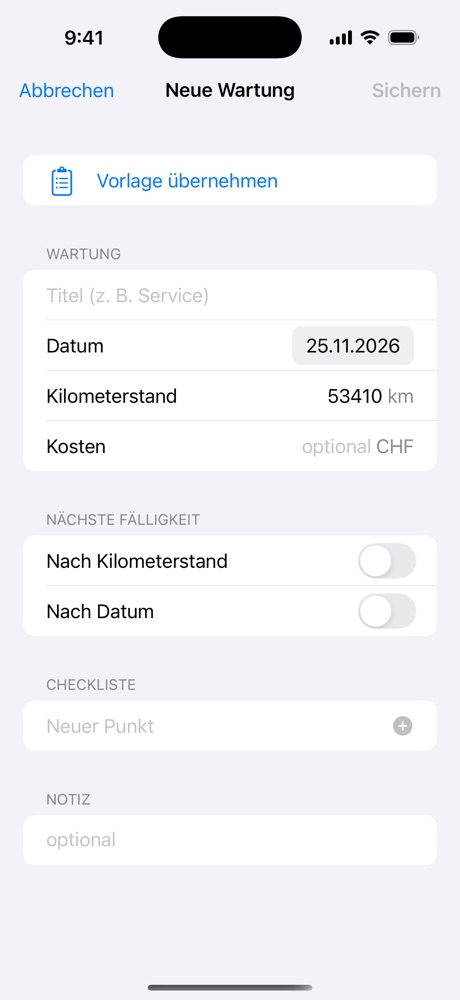 9:41
Abbrechen Neue Wartung Sichern
Vorlage übernehmen
WARTUNG
Titel (z. B. Service)
Datum 25.11.2026
Kilometerstand 53410 km
Kosten optional CHF
NÄCHSTE FÄLLIGKEIT
Nach Kilometerstand
Nach Datum
CHECKLISTE
Neuer Punkt
NOTIZ
optional